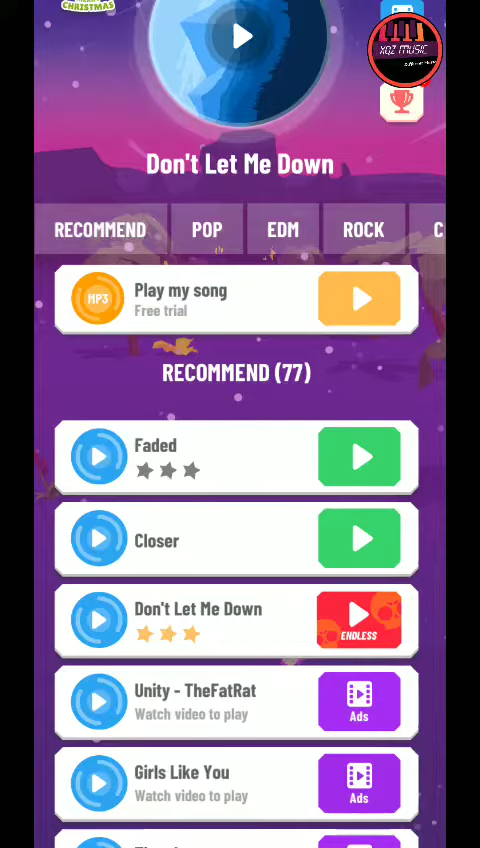 CHRISTMAS
XQZ MUSIC
Don't Let Me Down
RECOMMEND
POP
EDM
ROCK
C
MP3
Play my song
Free trial
RECOMMEND (77)
Faded
Closer
Don't Let Me Down
ENDLESS
Unity - TheFatRat
Watch video to play
Ads
Girls Like You
Watch video to play
Ads